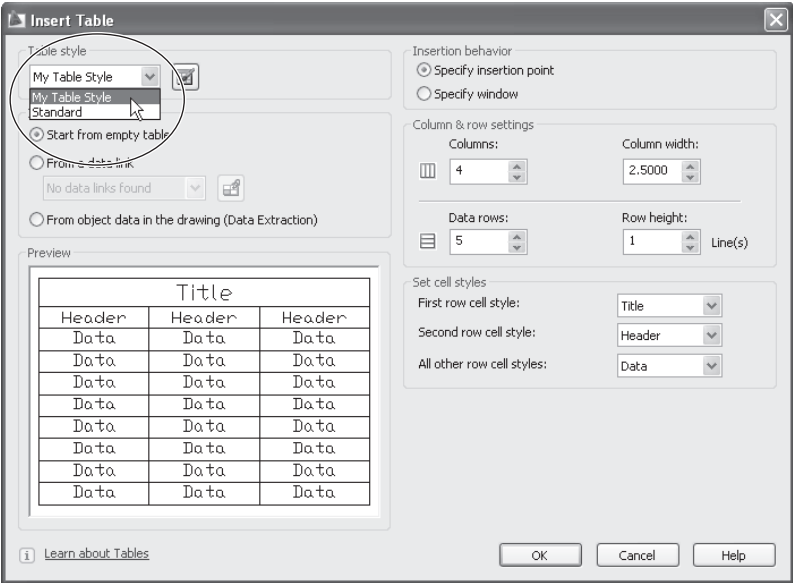 Insert Table
Table style
My Table Style
My Table Style
Standard
Start from empty table
From a data link
No data links found
From object data in the drawing (Data Extraction)
Preview
Title
Header Header Header
Data Data Data
Data Data Data
Data Data Data
Data Data Data
Data Data Data
Data Data Data
Data Data Data
Data Data Data
Learn about Tables
Insertion behavior
Specify insertion point
Specify window
Column & row settings
Columns: Column width:
4 2.5000
Data rows: Row height:
5 1 Line(s)
Set cell styles
First row cell style: Title
Second row cell style: Header
All other row cell styles: Data
OK Cancel Help